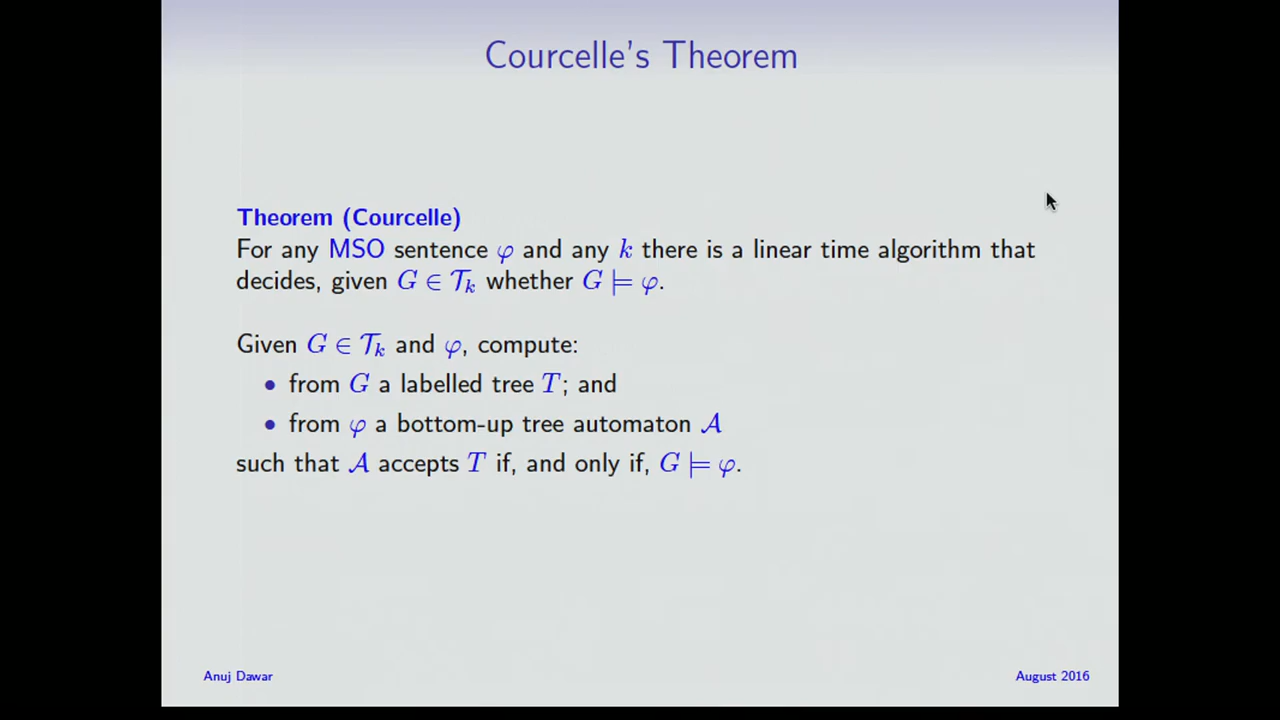 Courcelle's Theorem
Theorem (Courcelle)
For any MSO sentence φ and any k there is a linear time algorithm that
decides, given G ∈ 𝒯ₖ whether G ⊨ φ.
Given G ∈ 𝒯ₖ and φ, compute:
• from G a labelled tree T; and
• from φ a bottom-up tree automaton 𝒜
such that 𝒜 accepts T if, and only if, G ⊨ φ.
Anuj Dawar
August 2016